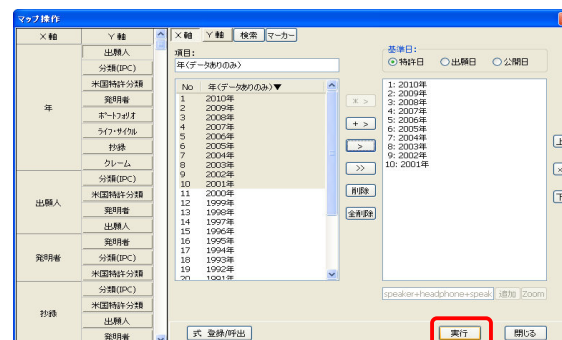 マップ操作
X軸 Y軸
年
出願人
分類(IPC)
米国特許分類
発明者
ポートフォリオ
ライフ・サイクル
抄録
クレーム
出願人
分類(IPC)
米国特許分類
発明者
出願人
発明者
発明者
分類(IPC)
米国特許分類
抄録
分類(IPC)
米国特許分類
出願人
発明者
X軸 Y軸 検索 マーカー
項目:
年(データありのみ)
No 年(データありのみ)▼
1 2010年
2 2009年
3 2008年
4 2007年
5 2006年
6 2005年
7 2004年
8 2003年
9 2002年
10 2001年
11 2000年
12 1999年
13 1998年
14 1997年
15 1996年
16 1995年
17 1994年
18 1993年
19 1992年
20 1991年
* >
+ >
>
>>
削除
全削除
基準日:
特許日 出願日 公開日
1: 2010年
2: 2009年
3: 2008年
4: 2007年
5: 2006年
6: 2005年
7: 2004年
8: 2003年
9: 2002年
10: 2001年
上
下
speaker+headphone+speak 追加 Zoom
式 登録/呼出 実行 閉じる